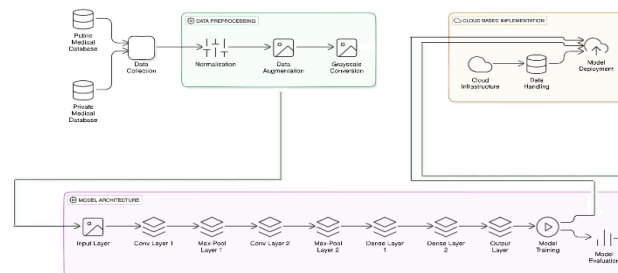 DATA PREPROCESSING
CLOUD BASED IMPLEMENTATION
Public
Medical
Database
Data
Collection
Normalization
Data
Augmentation
Grayscale
Conversion
Private
Medical
Database
Cloud
Infrastructure
Data
Handling
Model
Deployment
MODEL ARCHITECTURE
Input Layer
Conv Layer 1
Max-Pool
Layer 1
Conv Layer 2
Max-Pool
Layer 2
Dense Layer
1
Dense Layer
2
Output
Layer
Model
Training
Model
Evaluation